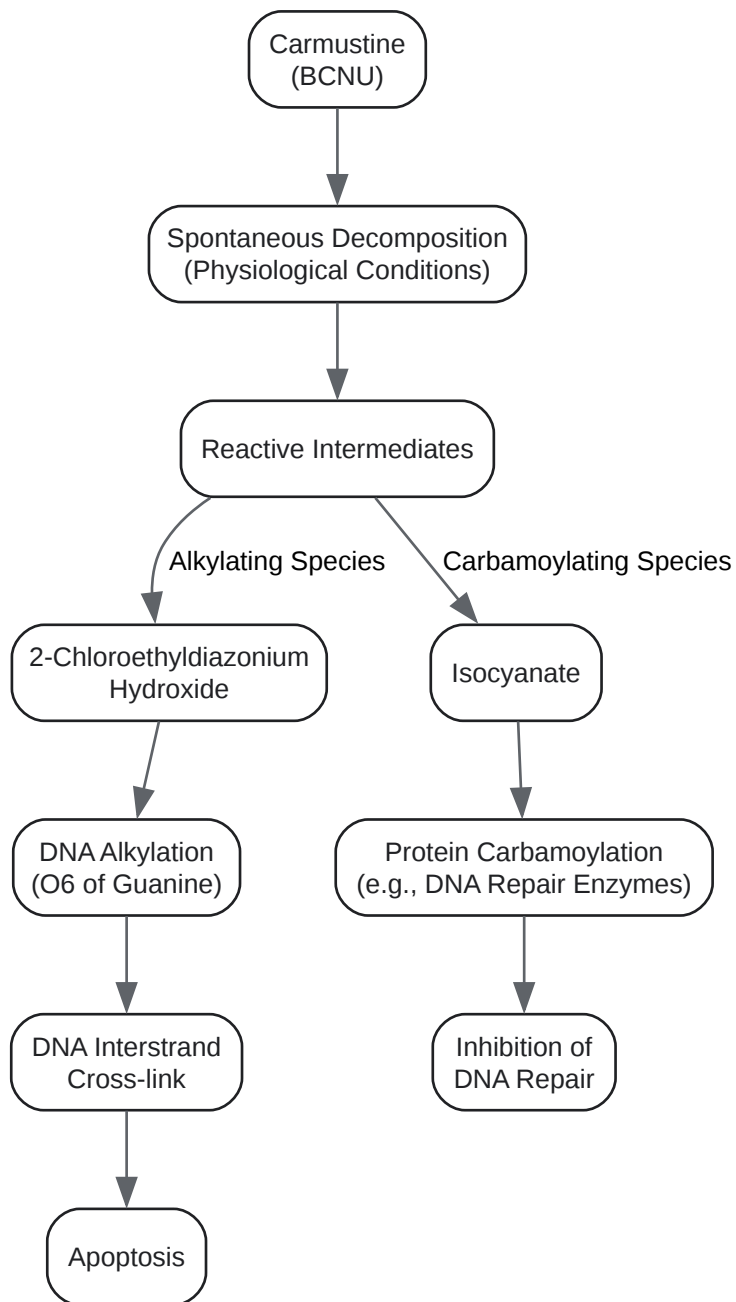 Carmustine
(BCNU)
Spontaneous Decomposition
(Physiological Conditions)
Reactive Intermediates
Alkylating Species
Carbamoylating Species
2-Chloroethyldiazonium
Hydroxide
Isocyanate
DNA Alkylation
(O6 of Guanine)
Protein Carbamoylation
(e.g., DNA Repair Enzymes)
DNA Interstrand
Cross-link
Inhibition of
DNA Repair
Apoptosis